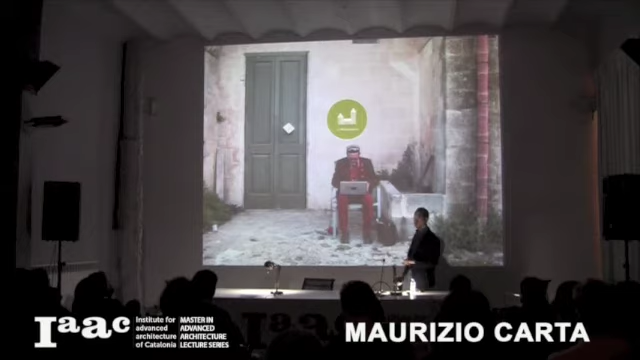 Iaac
Institute for
advanced
architecture
of Catalonia
MASTER IN
ADVANCED
ARCHITECTURE
LECTURE SERIES
MAURIZIO CARTA